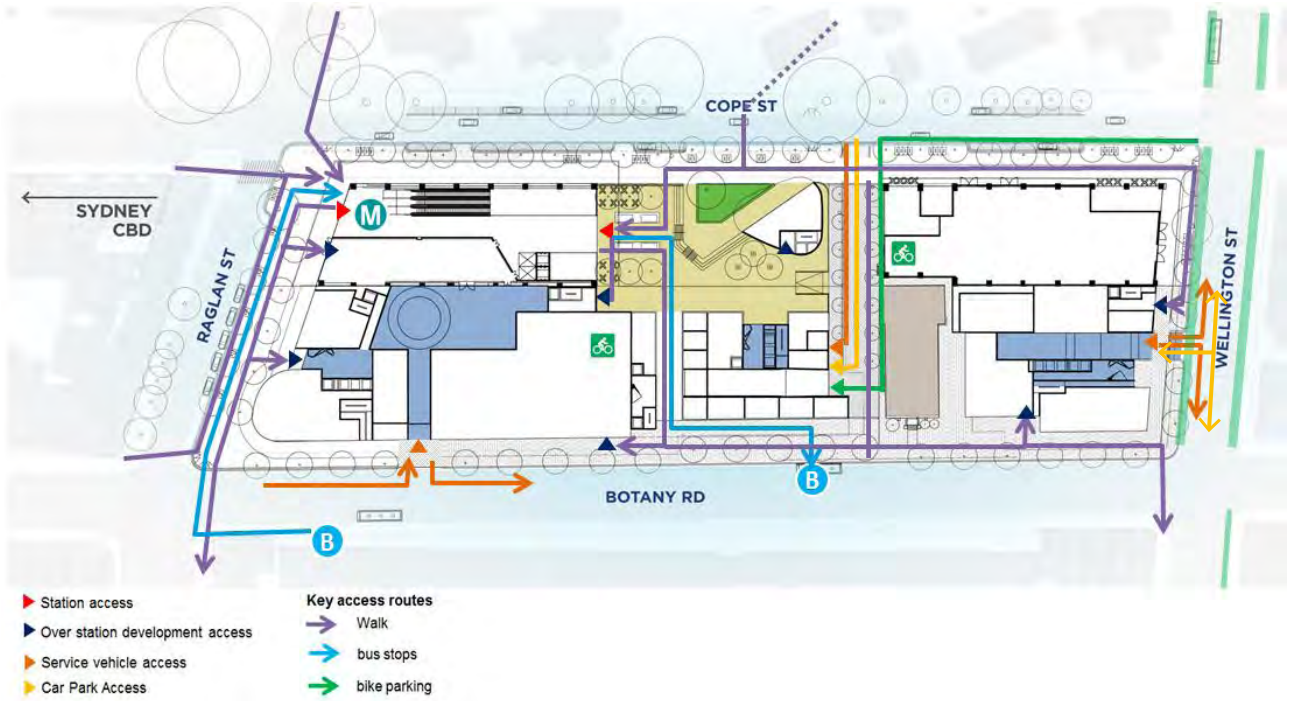 COPE ST
SYDNEY
CBD
M
RAGLAN ST
WELLINGTON ST
B
BOTANY RD
B
Station access
Over station development access
Service vehicle access
Car Park Access
Key access routes
Walk
bus stops
bike parking